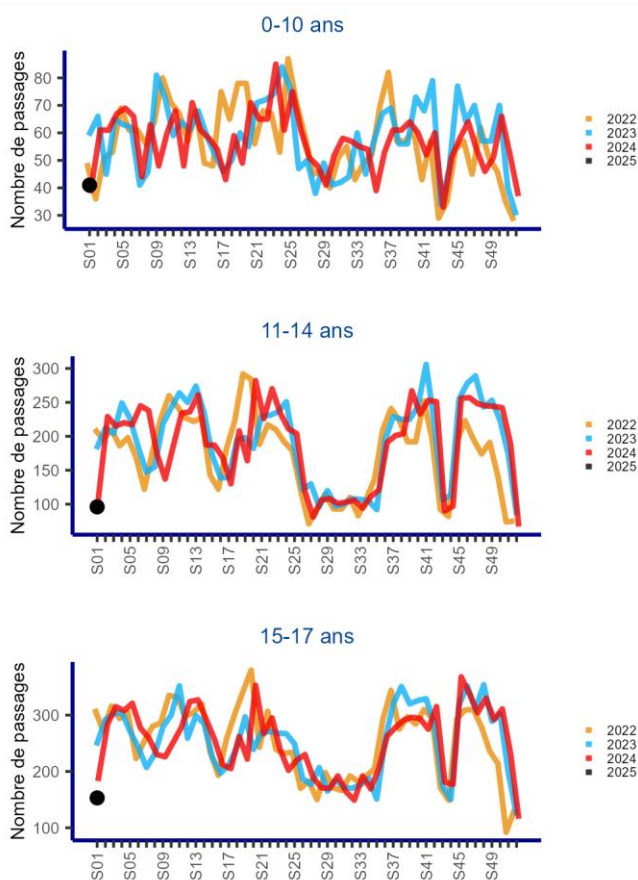 0-10 ans
Nombre de passages
80
70
60
50
40
30
S01
S05
S09
S13
S17
S21
S25
S29
S33
S37
S41
S45
S49
2022
2023
2024
2025
11-14 ans
Nombre de passages
300
250
200
150
100
S01
S05
S09
S13
S17
S21
S25
S29
S33
S37
S41
S45
S49
2022
2023
2024
2025
15-17 ans
Nombre de passages
300
200
100
S01
S05
S09
S13
S17
S21
S25
S29
S33
S37
S41
S45
S49
2022
2023
2024
2025